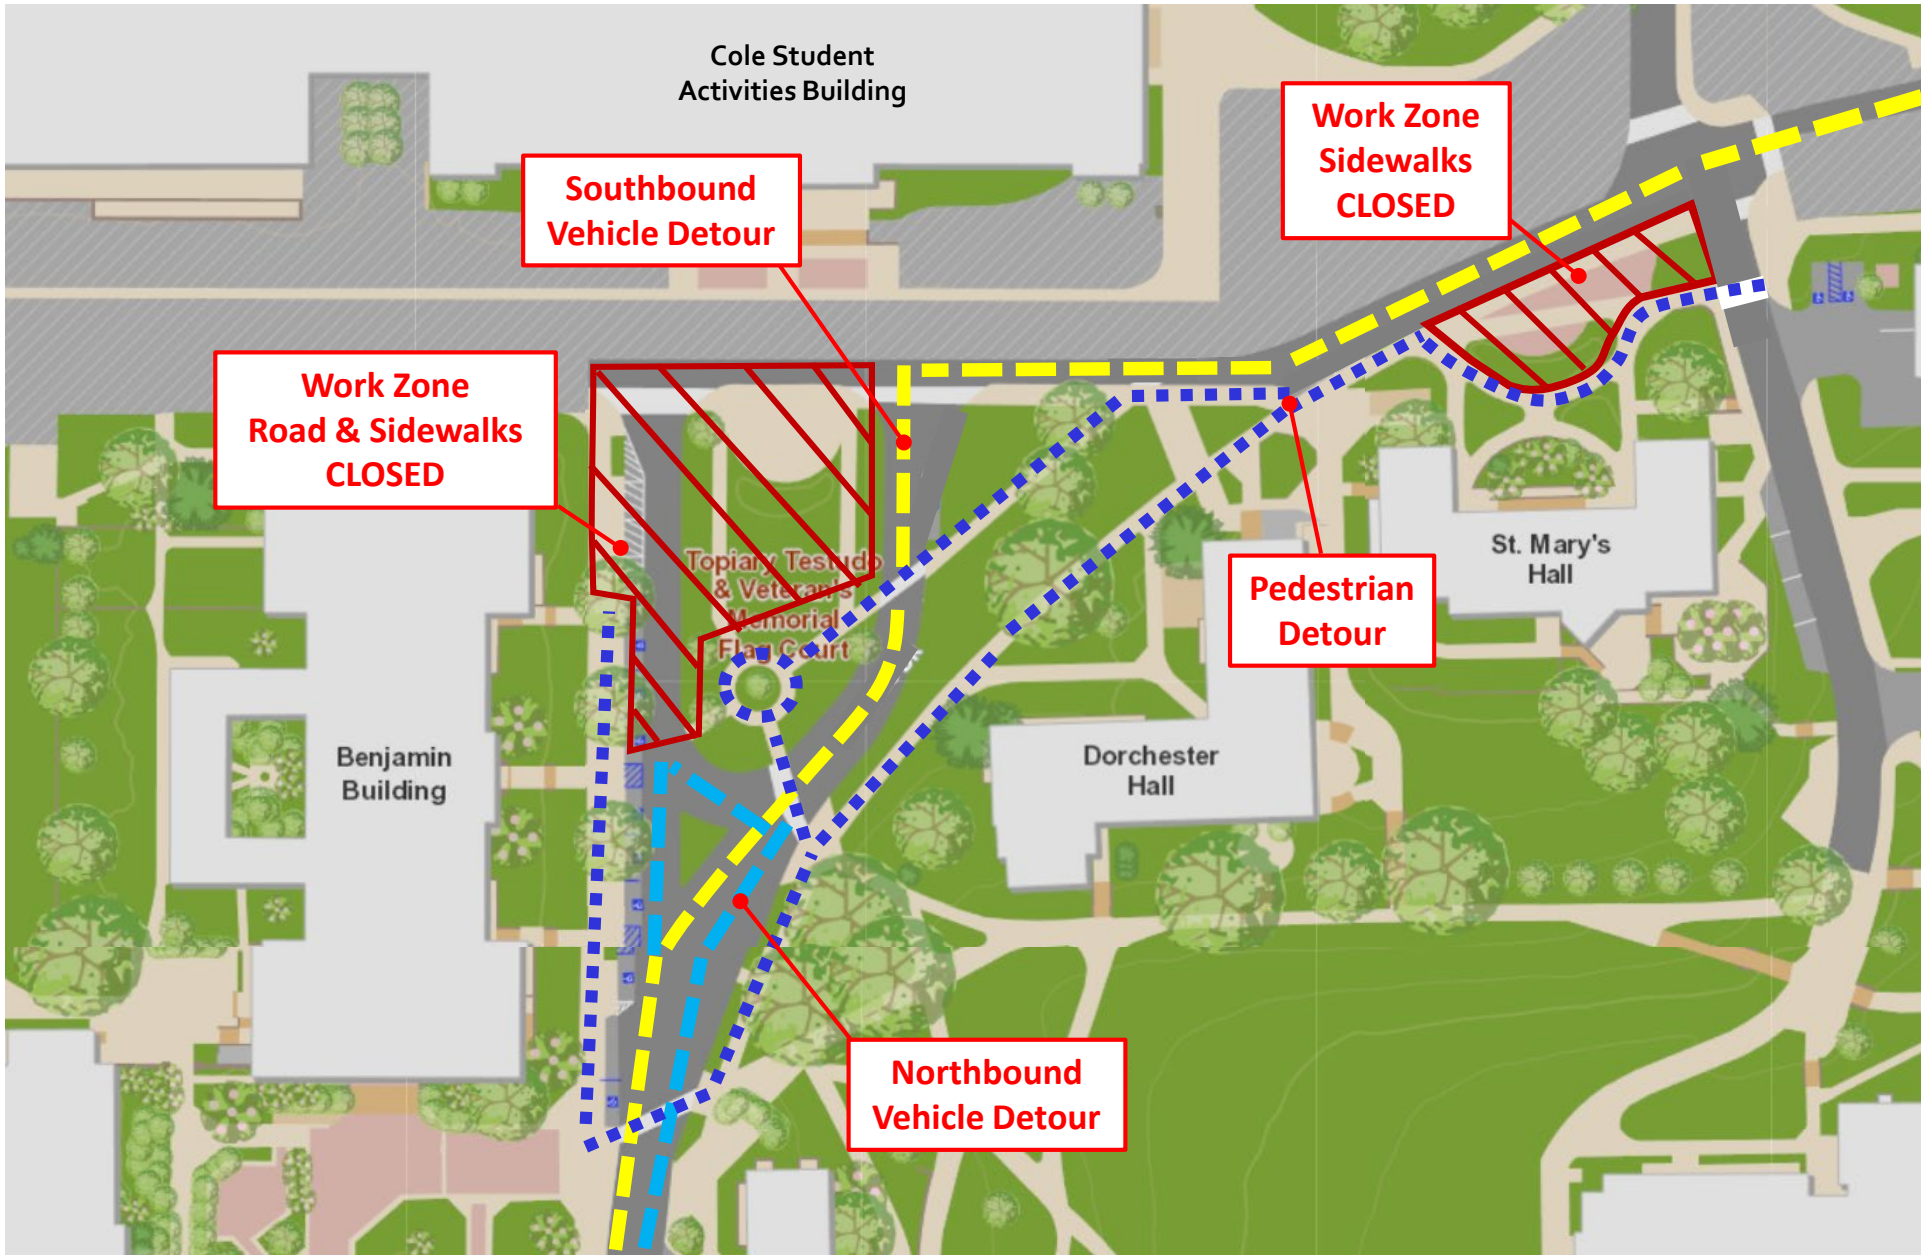 Cole Student
Activities Building
Work Zone
Sidewalks
CLOSED
Southbound
Vehicle Detour
Work Zone
Road & Sidewalks
CLOSED
Topiary Testudo
& Veteran's
Memorial
Flag Court
St. Mary's
Hall
Pedestrian
Detour
Benjamin
Building
Dorchester
Hall
Northbound
Vehicle Detour